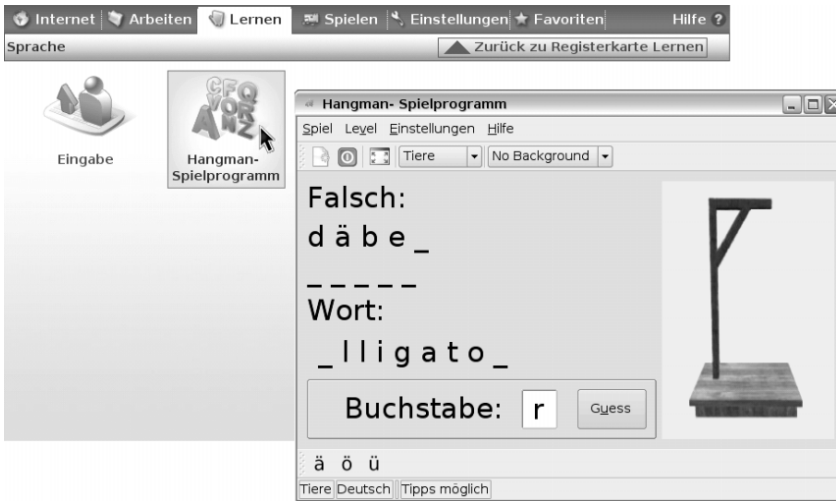 Internet Arbeiten Lernen Spielen Einstellungen Favoriten Hilfe ?
Sprache Zurück zu Registerkarte Lernen
Eingabe
Hangman-
Spielprogramm
Hangman- Spielprogramm
Spiel Level Einstellungen Hilfe
Tiere No Background
Falsch:
d ä b e _
_ _ _ _ _
Wort:
_ l l i g a t o _
Buchstabe: r Guess
ä ö ü
Tiere Deutsch Tipps möglich